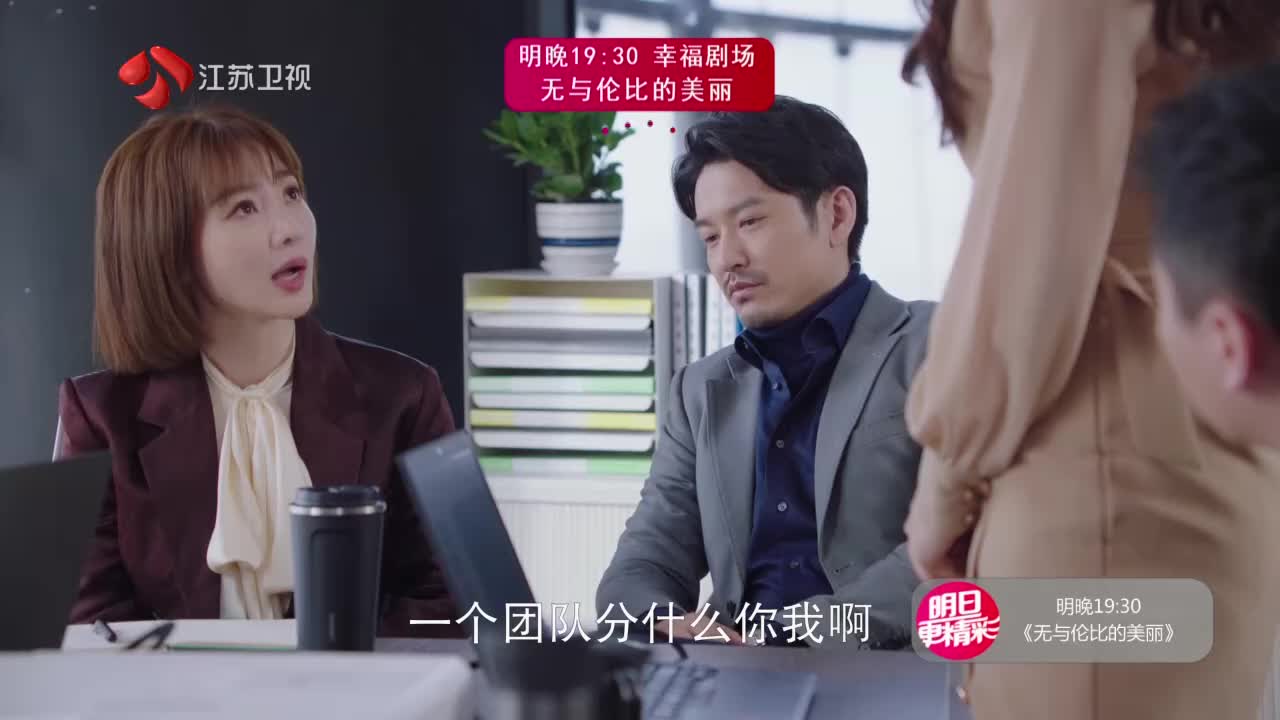 明晚19:30 幸福剧场
无与伦比的美丽
江苏卫视
一个团队分什么你我啊
明日更精彩
明晚19:30
《无与伦比的美丽》